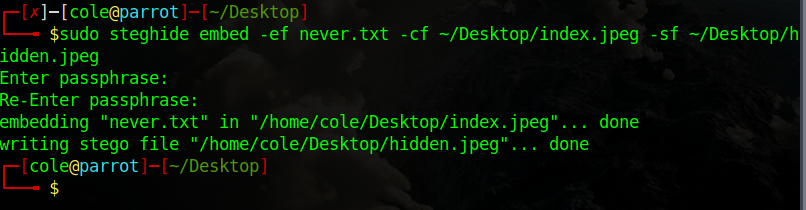 ┌─[✗]─[cole@parrot]─[~/Desktop]
└──╼ $sudo steghide embed -ef never.txt -cf ~/Desktop/index.jpeg -sf ~/Desktop/h
idden.jpeg
Enter passphrase:
Re-Enter passphrase:
embedding "never.txt" in "/home/cole/Desktop/index.jpeg"... done
writing stego file "/home/cole/Desktop/hidden.jpeg"... done
┌─[cole@parrot]─[~/Desktop]
└──╼ $